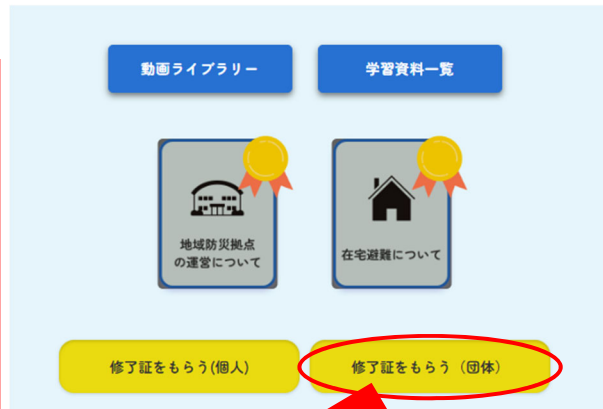 動画ライブラリー
学習資料一覧
地域防災拠点
の運営について
在宅避難について
修了証をもらう(個人)
修了証をもらう（団体）